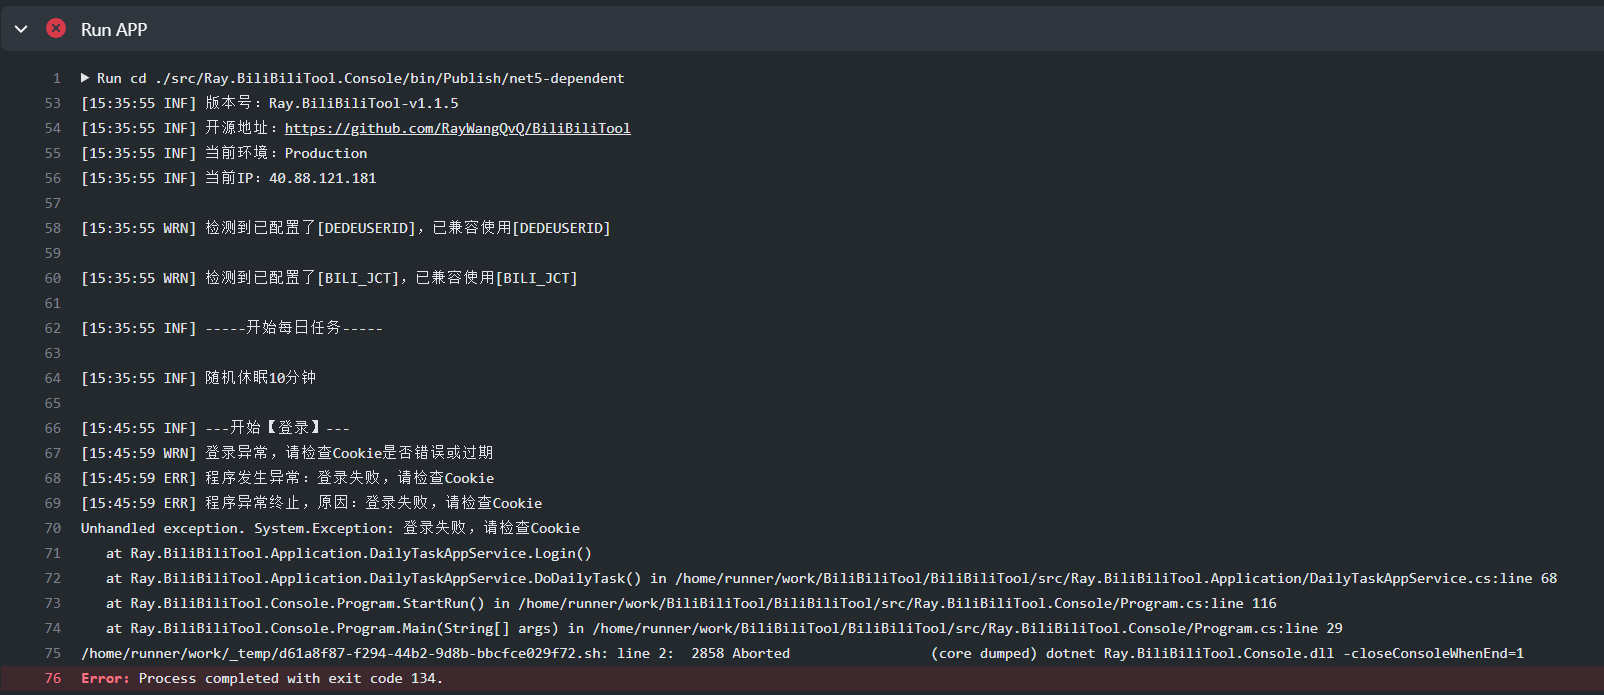 Run APP
1 ▶ Run cd ./src/Ray.BiliBiliTool.Console/bin/Publish/net5-dependent
53 [15:35:55 INF] 版本号：Ray.BiliBiliTool-v1.1.5
54 [15:35:55 INF] 开源地址：https://github.com/RayWangQvQ/BiliBiliTool
55 [15:35:55 INF] 当前环境：Production
56 [15:35:55 INF] 当前IP：40.88.121.181
57
58 [15:35:55 WRN] 检测到已配置了[DEDEUSERID]，已兼容使用[DEDEUSERID]
59
60 [15:35:55 WRN] 检测到已配置了[BILI_JCT]，已兼容使用[BILI_JCT]
61
62 [15:35:55 INF] -----开始每日任务-----
63
64 [15:35:55 INF] 随机休眠10分钟
65
66 [15:45:55 INF] ---开始【登录】---
67 [15:45:59 WRN] 登录异常，请检查Cookie是否错误或过期
68 [15:45:59 ERR] 程序发生异常：登录失败，请检查Cookie
69 [15:45:59 ERR] 程序异常终止，原因：登录失败，请检查Cookie
70 Unhandled exception. System.Exception: 登录失败，请检查Cookie
71 at Ray.BiliBiliTool.Application.DailyTaskAppService.Login()
72 at Ray.BiliBiliTool.Application.DailyTaskAppService.DoDailyTask() in /home/runner/work/BiliBiliTool/BiliBiliTool/src/Ray.BiliBiliTool.Application/DailyTaskAppService.cs:line 68
73 at Ray.BiliBiliTool.Console.Program.StartRun() in /home/runner/work/BiliBiliTool/BiliBiliTool/src/Ray.BiliBiliTool.Console/Program.cs:line 116
74 at Ray.BiliBiliTool.Console.Program.Main(String[] args) in /home/runner/work/BiliBiliTool/BiliBiliTool/src/Ray.BiliBiliTool.Console/Program.cs:line 29
75 /home/runner/work/_temp/d61a8f87-f294-44b2-9d8b-bbcfce029f72.sh: line 2: 2858 Aborted (core dumped) dotnet Ray.BiliBiliTool.Console.dll -closeConsoleWhenEnd=1
76 Error: Process completed with exit code 134.